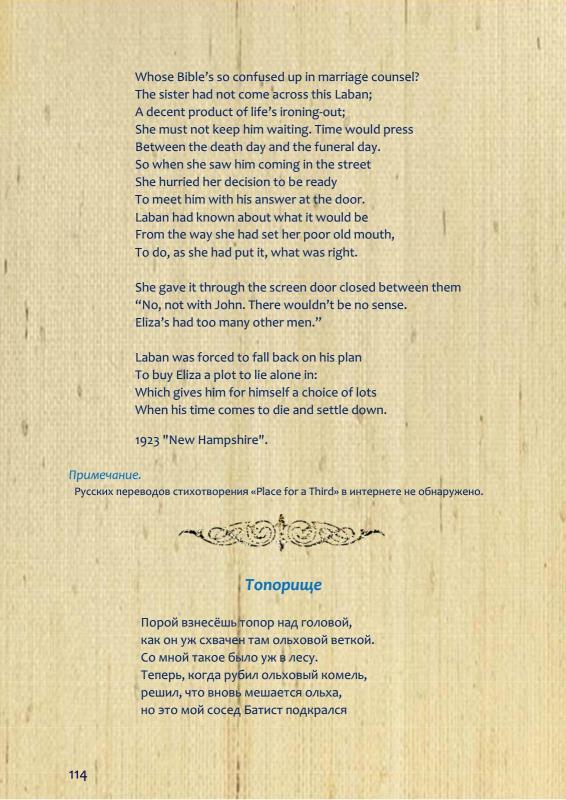 Whose Bible’s so confused up in marriage counsel?
The sister had not come across this Laban;
A decent product of life’s ironing-out;
She must not keep him waiting. Time would press
Between the death day and the funeral day.
So when she saw him coming in the street
She hurried her decision to be ready
To meet him with his answer at the door.
Laban had known about what it would be
From the way she had set her poor old mouth,
To do, as she had put it, what was right.

She gave it through the screen door closed between them
“No, not with John. There wouldn’t be no sense.
Eliza’s had too many other men.”

Laban was forced to fall back on his plan
To buy Eliza a plot to lie alone in:
Which gives him for himself a choice of lots
When his time comes to die and settle down.

1923 "New Hampshire".

Примечание.
Русских переводов стихотворения «Place for a Third» в интернете не обнаружено.

Топорище

Порой взнесёшь топор над головой,
как он уж схвачен там ольховой веткой.
Со мной такое было уж в лесу.
Теперь, когда рубил ольховый комель,
решил, что вновь мешается ольха,
но это мой сосед Батист подкрался

114